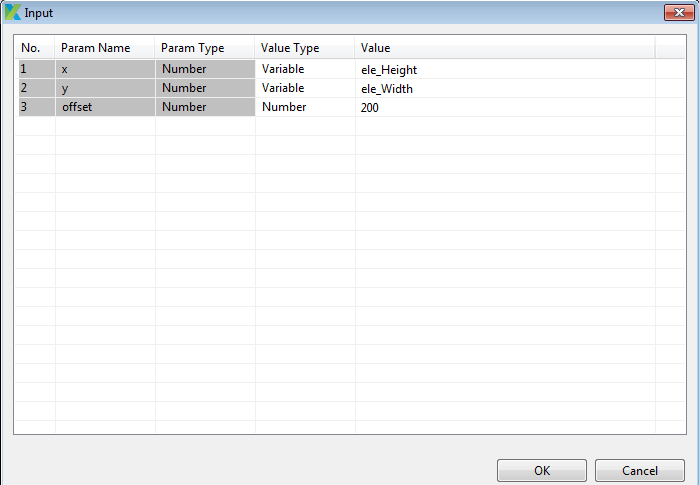 Input
No. Param Name Param Type Value Type Value
1 x Number Variable ele_Height
2 y Number Variable ele_Width
3 offset Number Number 200
OK Cancel